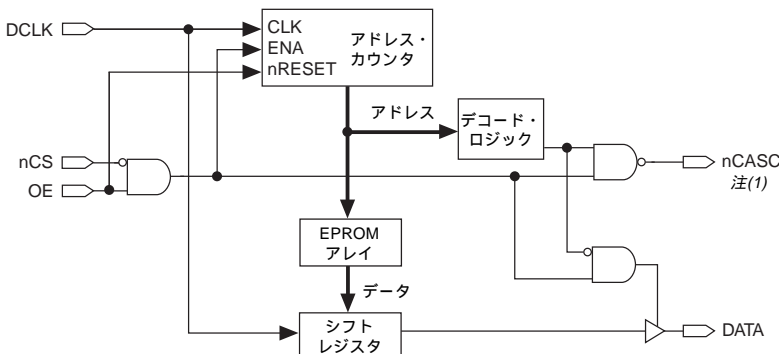 DCLK
CLK
ENA
nRESET
アドレス・
カウンタ
アドレス
デコード・
ロジック
nCS
OE
nCASC
注(1)
EPROM
アレイ
データ
シフト
レジスタ
DATA